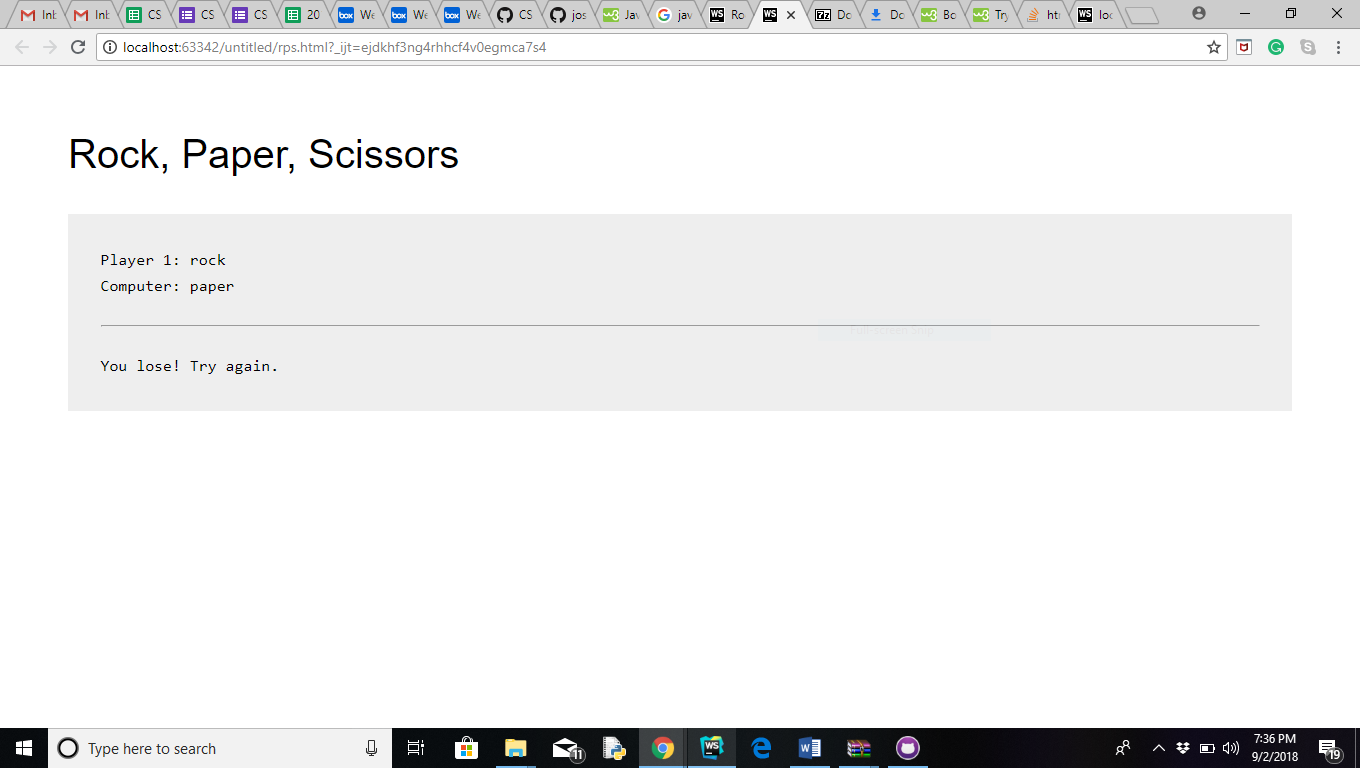 Inb Inb CS CS CS 20 We We We CS jos Jav jav Ro Do Do Bo Try htt loc
localhost:63342/untitled/rps.html?_ijt=ejdkhf3ng4rhhcf4v0egmca7s4
Rock, Paper, Scissors
Player 1: rock
Computer: paper
You lose! Try again.
Type here to search
11
7:36 PM
9/2/2018
19